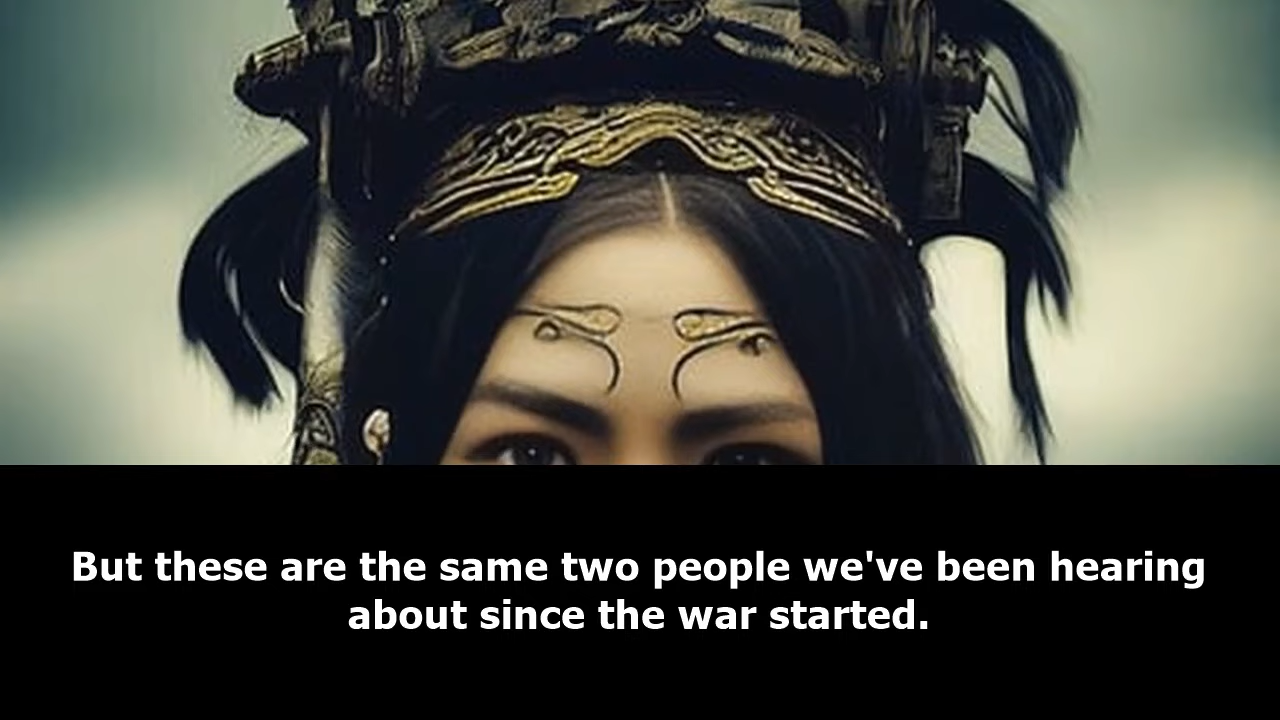 But these are the same two people we've been hearing
about since the war started.